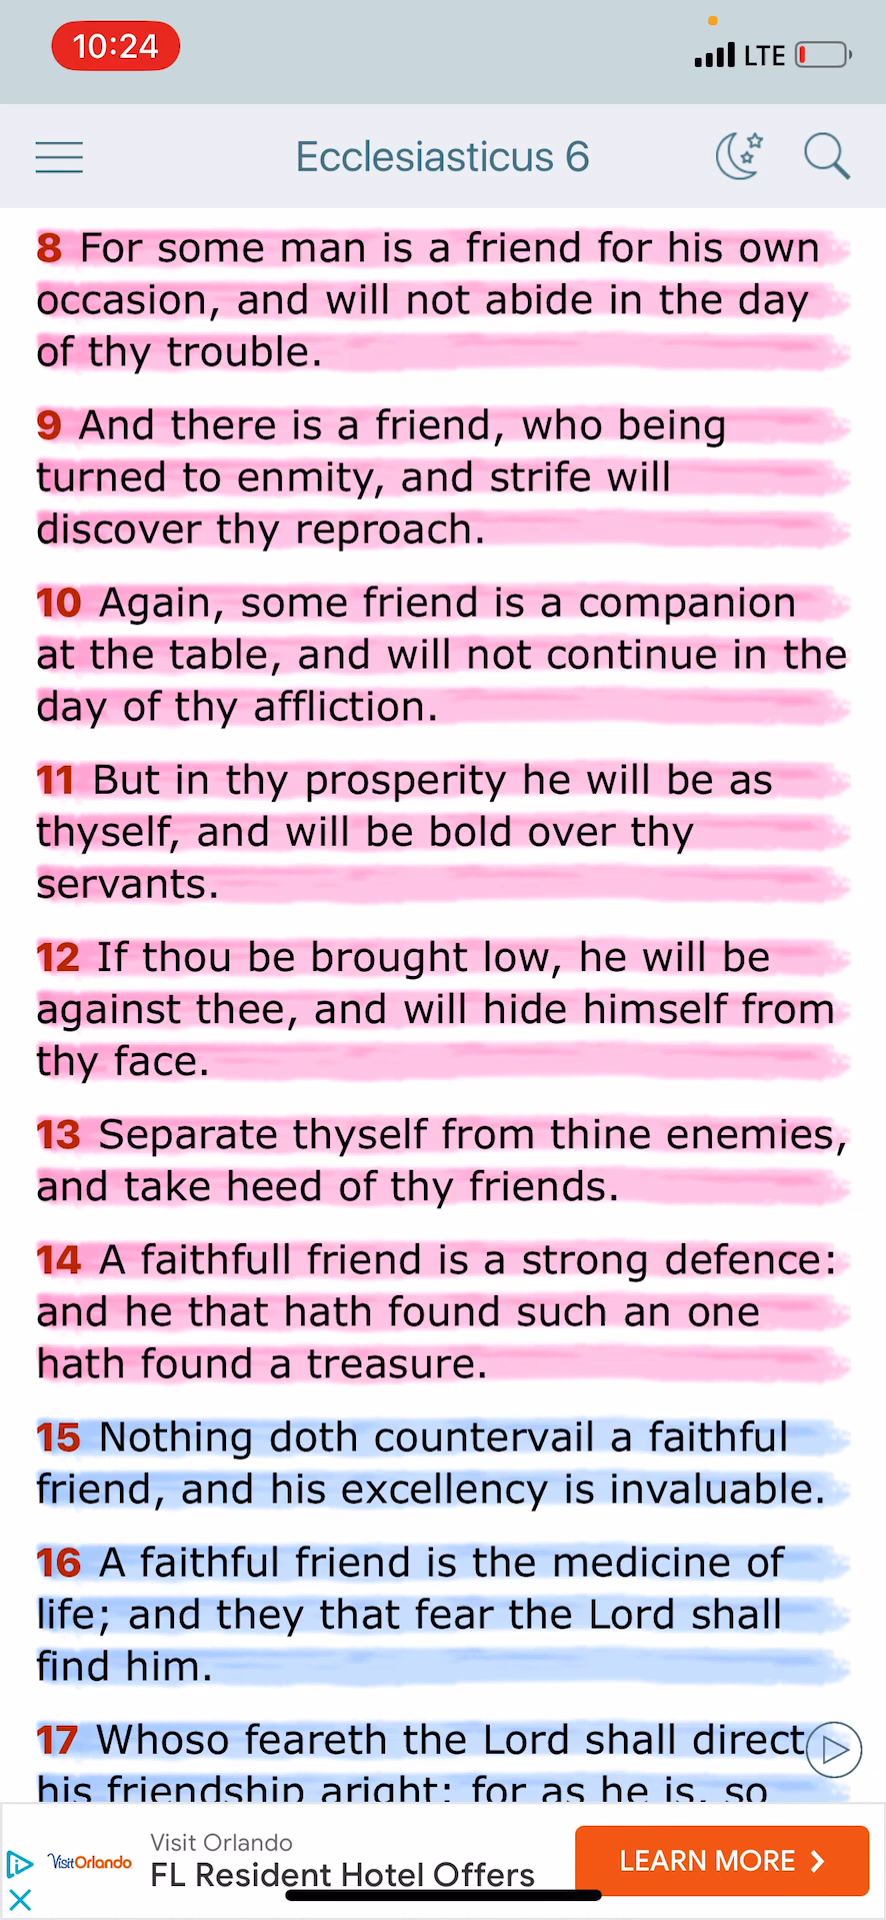 10:24
LTE
Ecclesiasticus 6
8 For some man is a friend for his own
occasion, and will not abide in the day
of thy trouble.
9 And there is a friend, who being
turned to enmity, and strife will
discover thy reproach.
10 Again, some friend is a companion
at the table, and will not continue in the
day of thy affliction.
11 But in thy prosperity he will be as
thyself, and will be bold over thy
servants.
12 If thou be brought low, he will be
against thee, and will hide himself from
thy face.
13 Separate thyself from thine enemies,
and take heed of thy friends.
14 A faithfull friend is a strong defence:
and he that hath found such an one
hath found a treasure.
15 Nothing doth countervail a faithful
friend, and his excellency is invaluable.
16 A faithful friend is the medicine of
life; and they that fear the Lord shall
find him.
17 Whoso feareth the Lord shall direct
his friendship aright: for as he is, so
VisitOrlando
Visit Orlando
FL Resident Hotel Offers
LEARN MORE